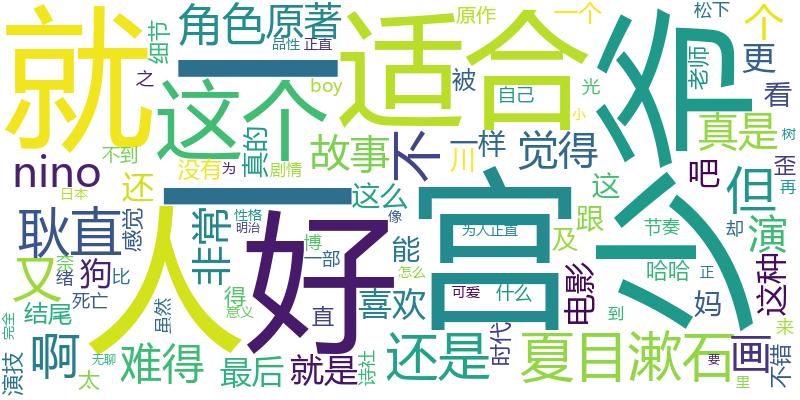 就
一
角色原著
适合
少爷
原作
一个
松下
个
细节
品性
正直
之
boy
被
自己
光
老师
更
看
这个
小
不到
没有
为
真的
剧情
故事
不
一样
川
觉得
真是
树
nino
还
日本
一
这么
宫
这
吧
但
歪
再
耿直
人
好
感觉
非常
性格
明治
像
博
一部
能
为人正直
及
跟
节奏
却
演
又
狗
奈
绪
比
死亡
怎么
哈哈
正
这种
结尾
虽然
得
意义
直
喜欢
可爱
什么
电影
到
妈
来
完全
演技
啊
太
无聊
难得
最后
就是
诗社
还是
时代
夏目漱石
要
画
里
不错